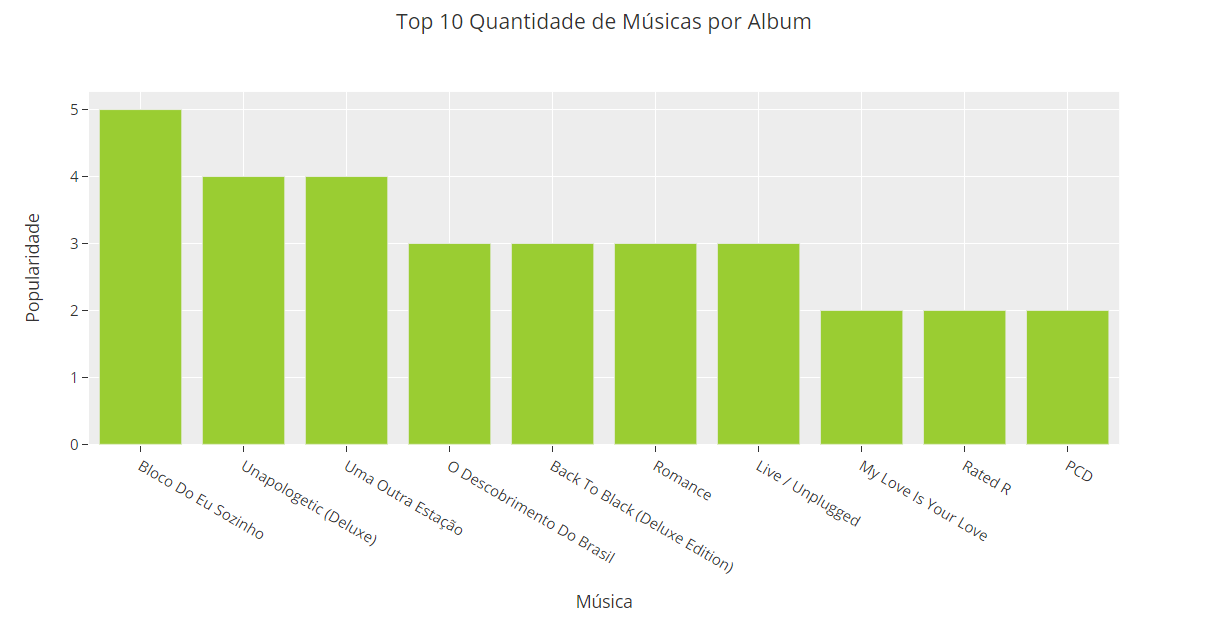 Top 10 Quantidade de Músicas por Album
Popularidade
5
4
3
2
1
0
Bloco Do Eu Sozinho
Unapologetic (Deluxe)
Uma Outra Estação
O Descobrimento Do Brasil
Back To Black (Deluxe Edition)
Romance
Live / Unplugged
My Love Is Your Love
Rated R
PCD
Música